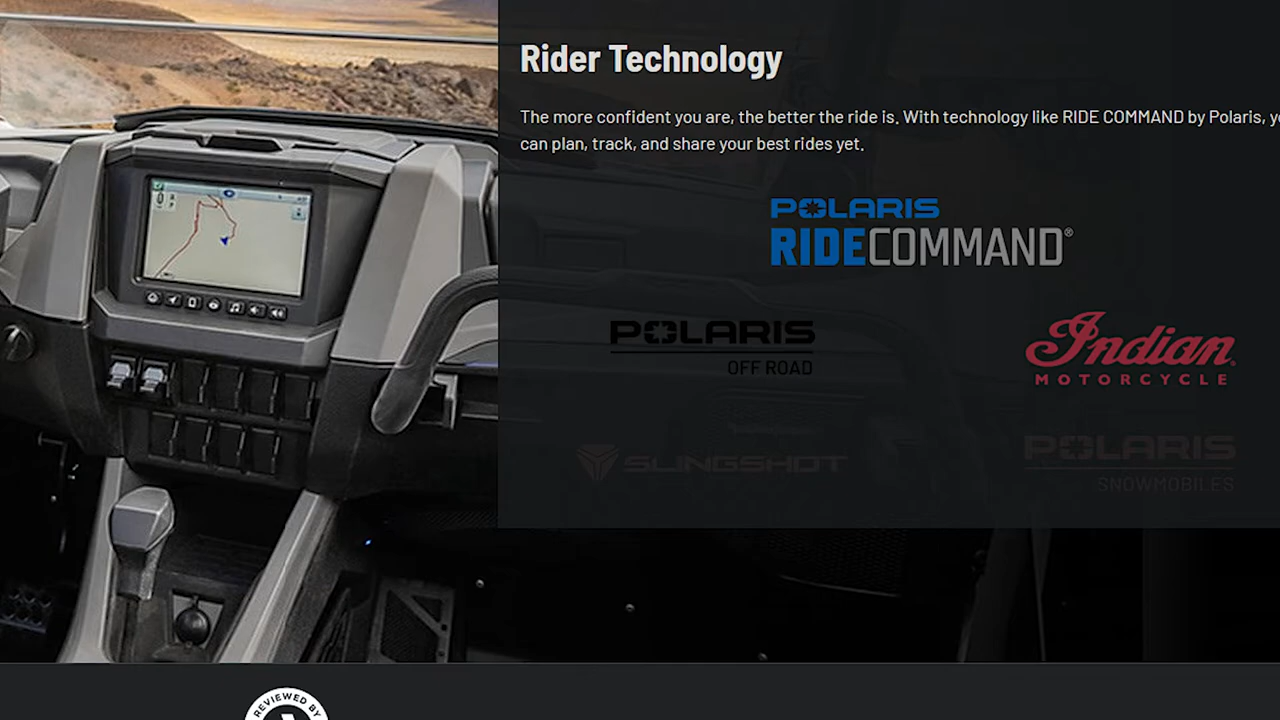 Rider Technology
The more confident you are, the better the ride is. With technology like RIDE COMMAND by Polaris,
can plan, track, and share your best rides yet.
POLARIS
RIDECOMMAND®
POLARIS
OFF ROAD
Indian
MOTORCYCLE
SLINGSHOT
POLARIS
SNOWMOBILES
REVIEWED BY